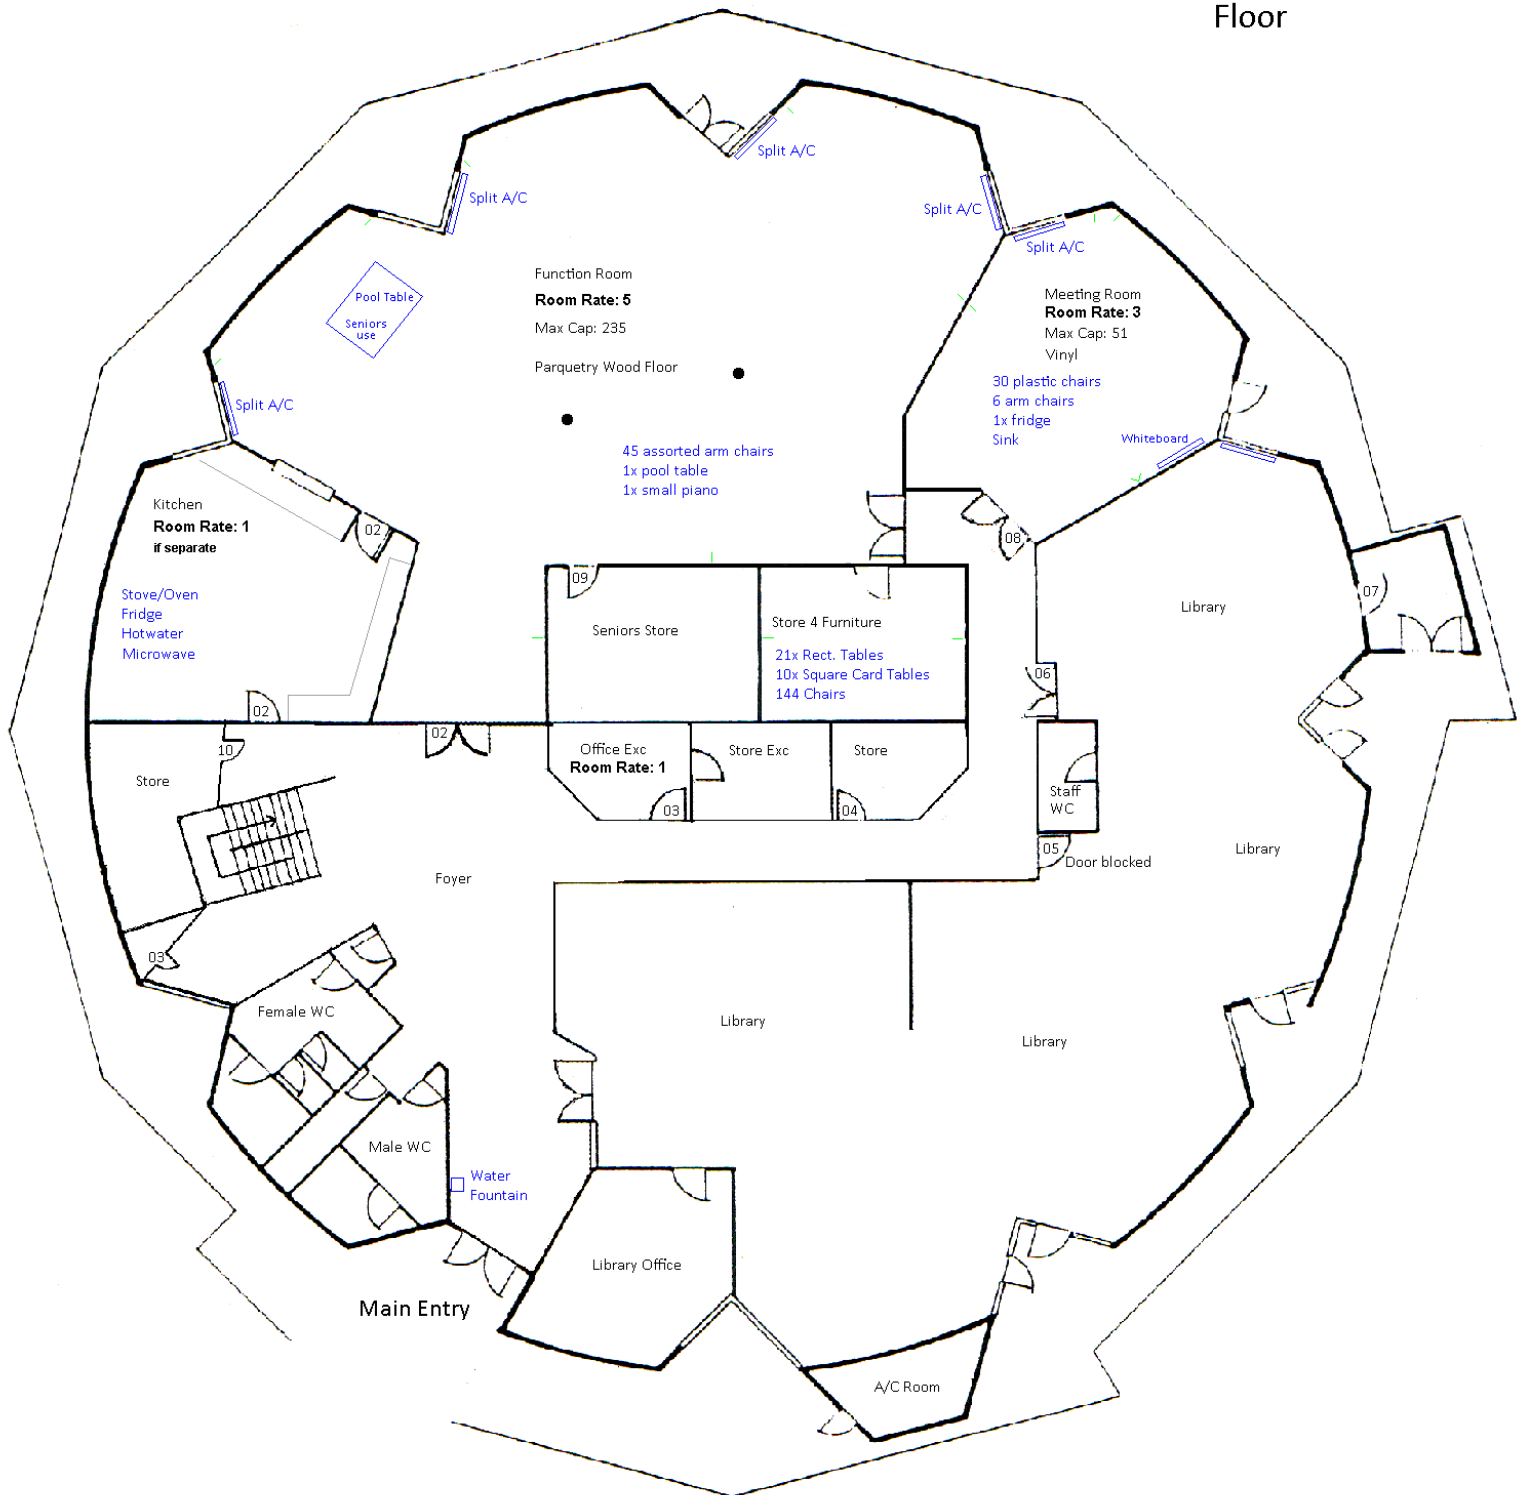 Floor
Split A/C
Split A/C
Split A/C
Split A/C
Function Room
Room Rate: 5
Max Cap: 235
Parquetry Wood Floor
Pool Table
Seniors
use
Meeting Room
Room Rate: 3
Max Cap: 51
Vinyl
30 plastic chairs
6 arm chairs
1x fridge
Sink
Whiteboard
Split A/C
45 assorted arm chairs
1x pool table
1x small piano
Kitchen
Room Rate: 1
if separate
Stove/Oven
Fridge
Hotwater
Microwave
02
02
02
08
09
Seniors Store
Store 4 Furniture
21x Rect. Tables
10x Square Card Tables
144 Chairs
Library
07
06
10
Store
Office Exc
Room Rate: 1
03
Store Exc
Store
04
Staff
WC
05
Door blocked
Library
Foyer
03
Female WC
Library
Library
Male WC
Water
Fountain
Library Office
Main Entry
A/C Room